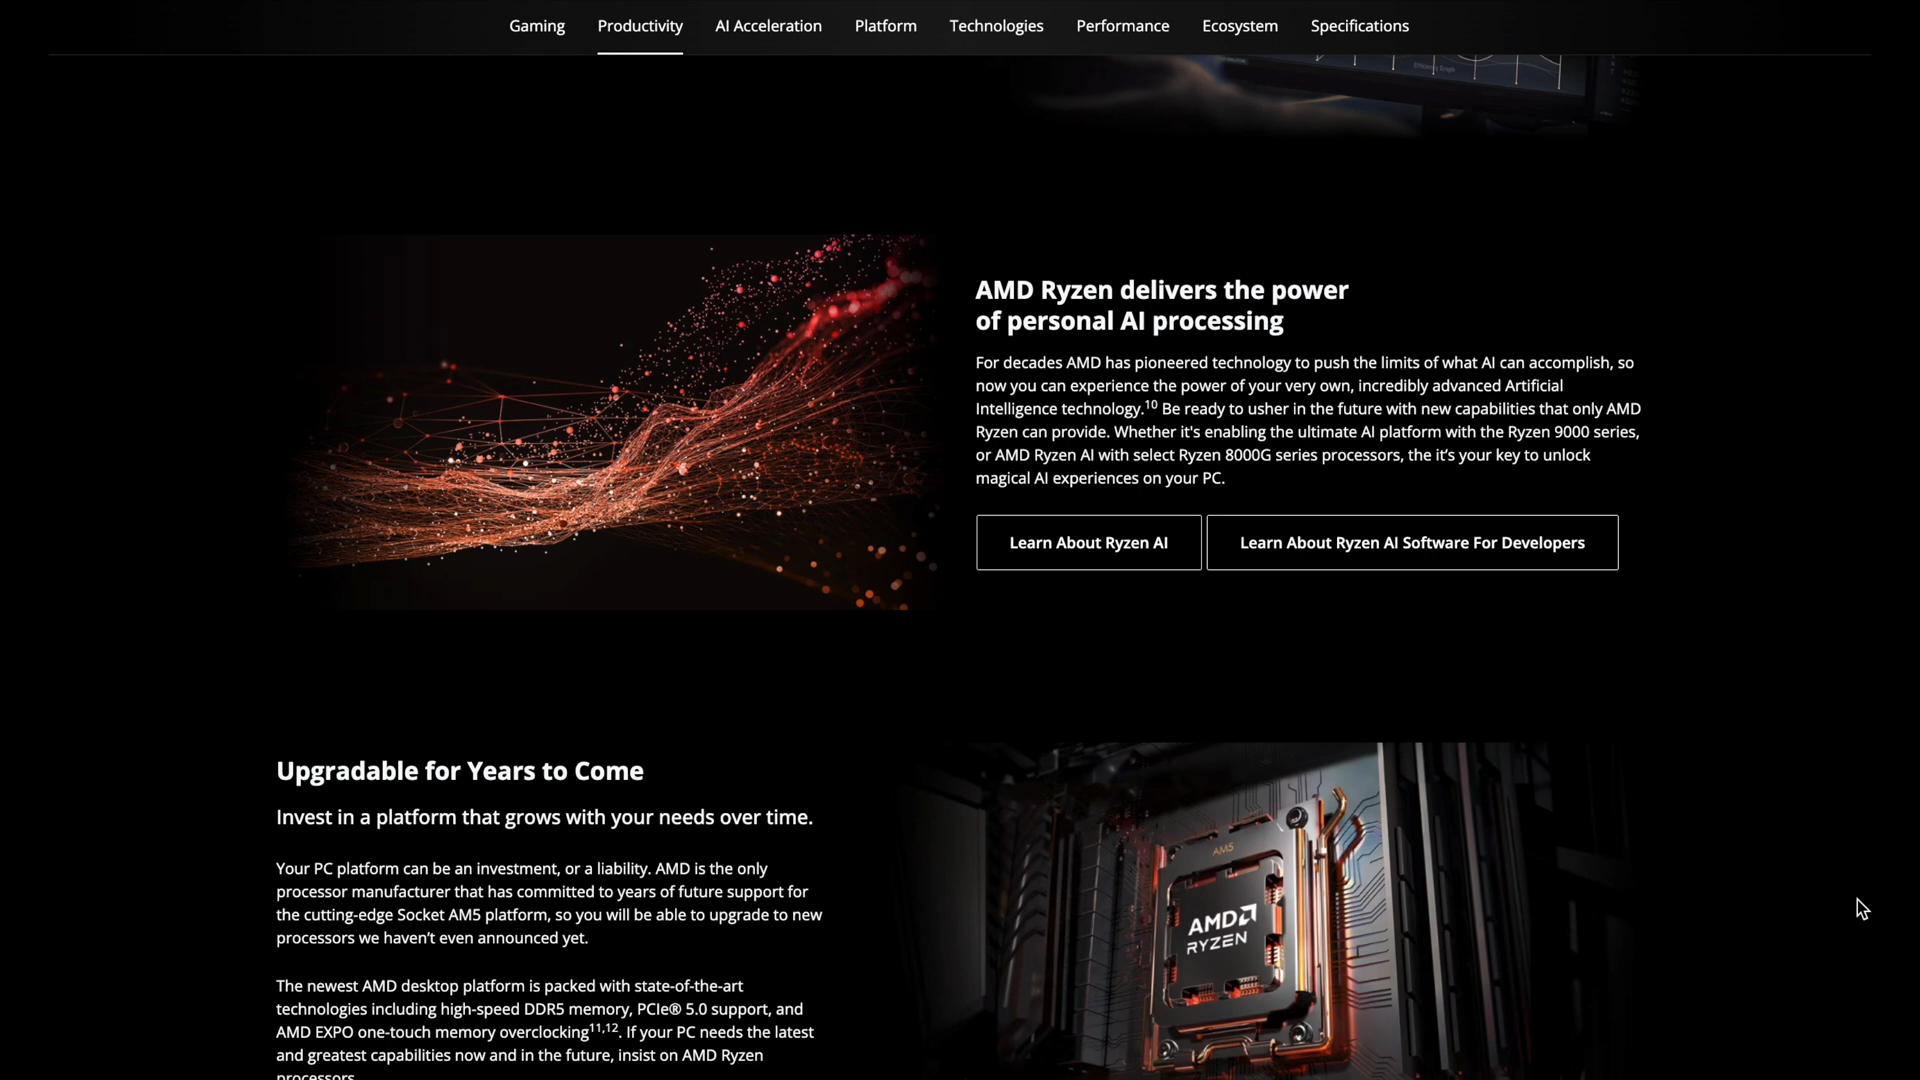 Gaming
Productivity
AI Acceleration
Platform
Technologies
Performance
Ecosystem
Specifications
AMD Ryzen delivers the power
of personal AI processing
For decades AMD has pioneered technology to push the limits of what AI can accomplish, so
now you can experience the power of your very own, incredibly advanced Artificial
Intelligence technology.10 Be ready to usher in the future with new capabilities that only AMD
Ryzen can provide. Whether it's enabling the ultimate AI platform with the Ryzen 9000 series,
or AMD Ryzen AI with select Ryzen 8000G series processors, the it’s your key to unlock
magical AI experiences on your PC.
Learn About Ryzen AI
Learn About Ryzen AI Software For Developers
Upgradable for Years to Come
Invest in a platform that grows with your needs over time.
Your PC platform can be an investment, or a liability. AMD is the only
processor manufacturer that has committed to years of future support for
the cutting-edge Socket AM5 platform, so you will be able to upgrade to new
processors we haven’t even announced yet.
The newest AMD desktop platform is packed with state-of-the-art
technologies including high-speed DDR5 memory, PCIe® 5.0 support, and
AMD EXPO one-touch memory overclocking11,12. If your PC needs the latest
and greatest capabilities now and in the future, insist on AMD Ryzen
processors.
AM5
AMD
RYZEN